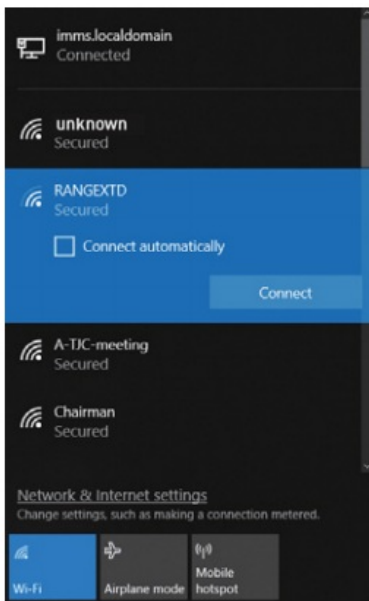 imms.localdomain
Connected
unknown
Secured
RANGEXTD
Secured
Connect automatically
Connect
A-TJC-meeting
Secured
Chairman
Secured
Network & Internet settings
Change settings, such as making a connection metered.
Wi-Fi
Airplane mode
Mobile
hotspot